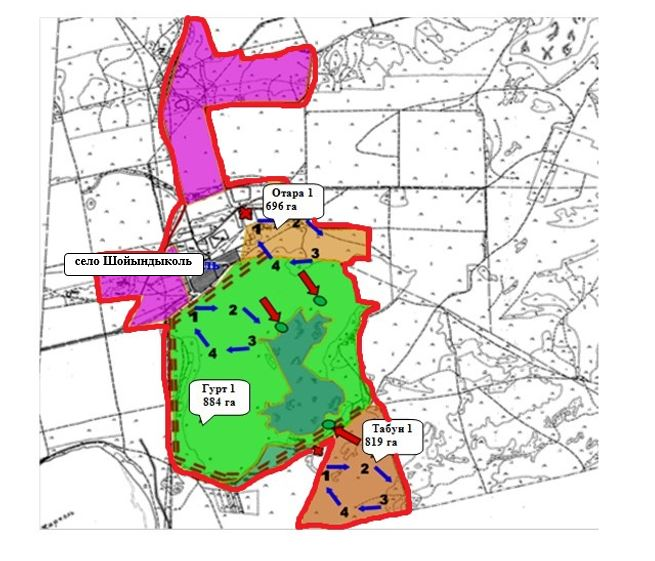 Отара 1
696 га
1 2
4 3
село Шойындыколь
1 2
4 3
Гурт 1
884 га
Табун 1
819 га
1 2
4 3